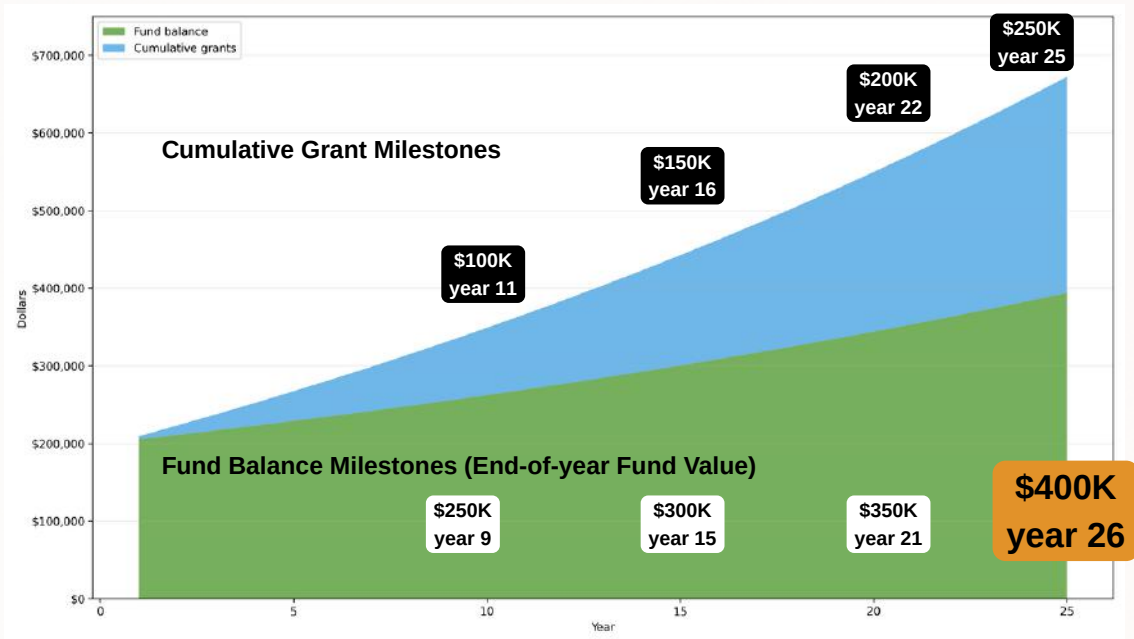 Fund balance
Cumulative grants
$250K
year 25
$700,000
$200K
year 22
$600,000
Cumulative Grant Milestones
$150K
year 16
$500,000
$100K
year 11
$400,000
Dollars
$300,000
$200,000
Fund Balance Milestones (End-of-year Fund Value)
$400K
year 26
$250K
year 9
$300K
year 15
$350K
year 21
$100,000
$0
0 5 10 15 20 25
Year